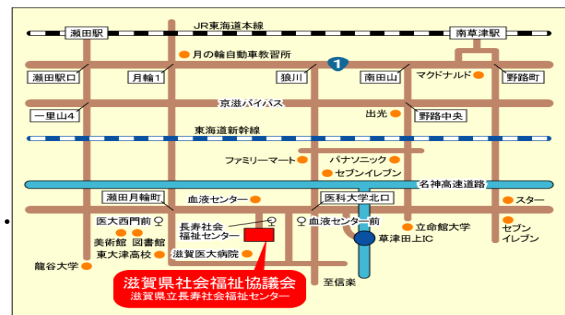 JR東海道本線
瀬田駅
南草津駅
月の輪自動車教習所
1
瀬田駅口
月輪1
狼川
南田山
マクドナルド
野路町
京滋バイパス
一里山4
出光
野路中央
東海道新幹線
ファミリーマート
パナソニック
セブンイレブン
名神高速道路
瀬田月輪町
血液センター
医科大学北口
スター
医大西門前
長寿社会
福祉センター
血液センター前
立命館大学
セブン
イレブン
美術館
図書館
草津田上IC
東大津高校
滋賀医大病院
龍谷大学
滋賀県社会福祉協議会
滋賀県立長寿社会福祉センター
至信楽